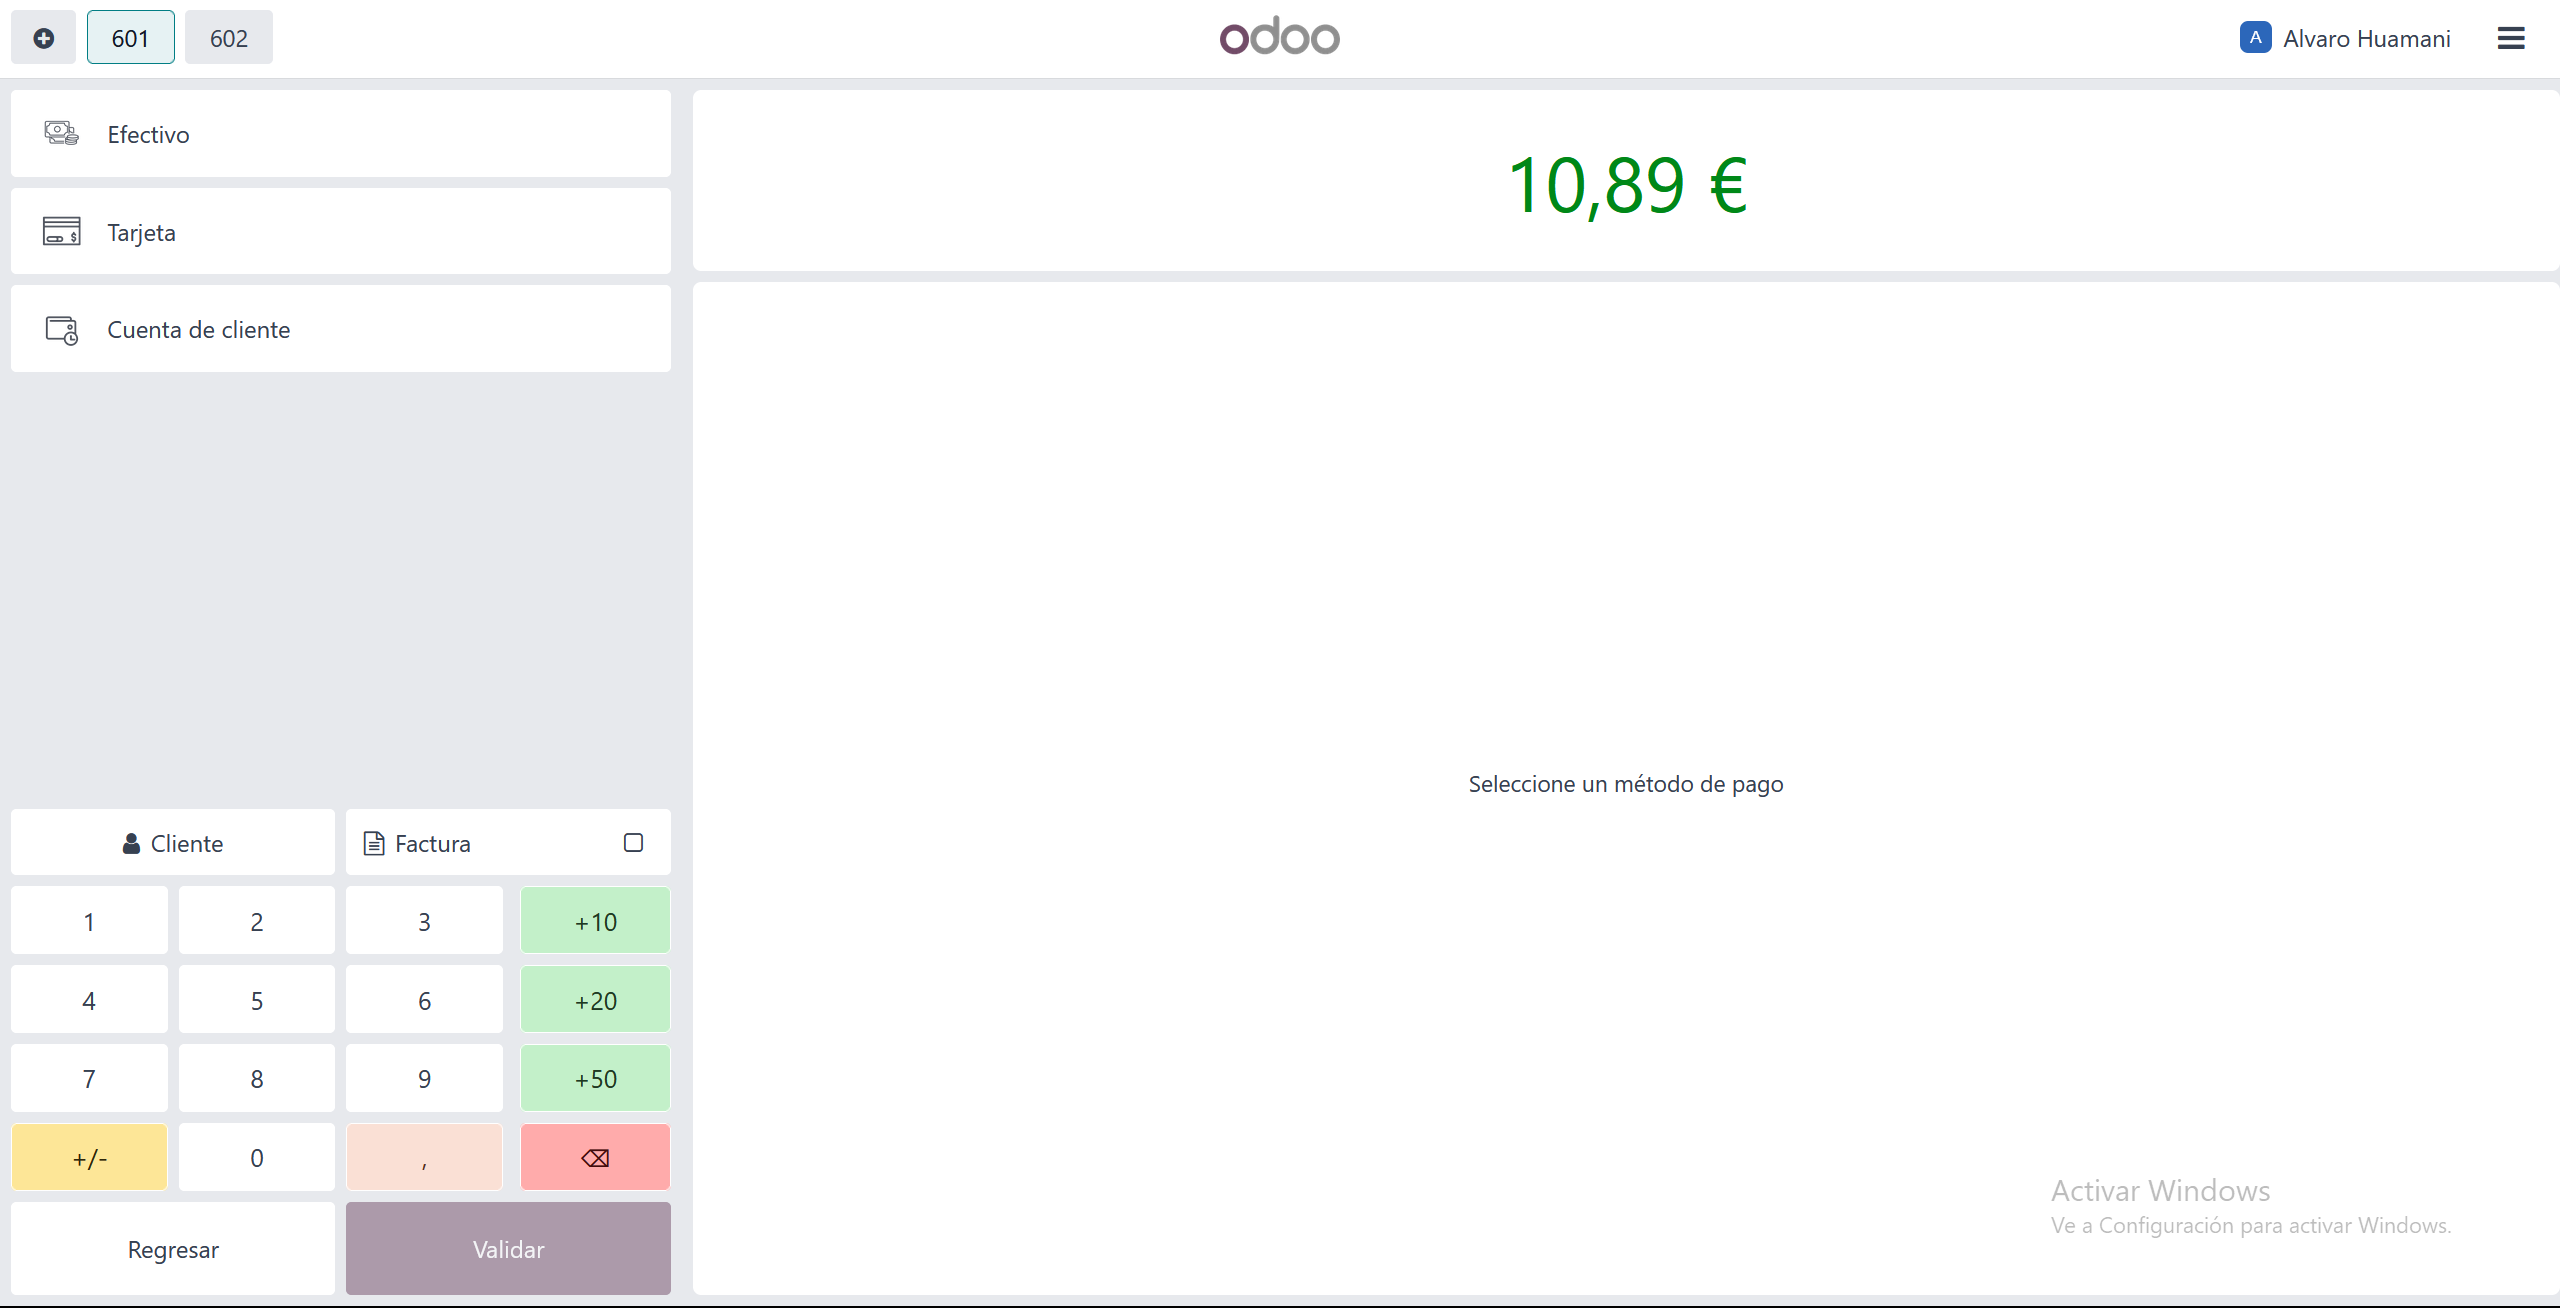 601
602
odoo
A
Alvaro Huamani
Efectivo
Tarjeta
Cuenta de cliente
10,89 €
Seleccione un método de pago
Cliente
Factura
1
2
3
+10
4
5
6
+20
7
8
9
+50
+/-
0
,
Regresar
Validar
Activar Windows
Ve a Configuración para activar Windows.